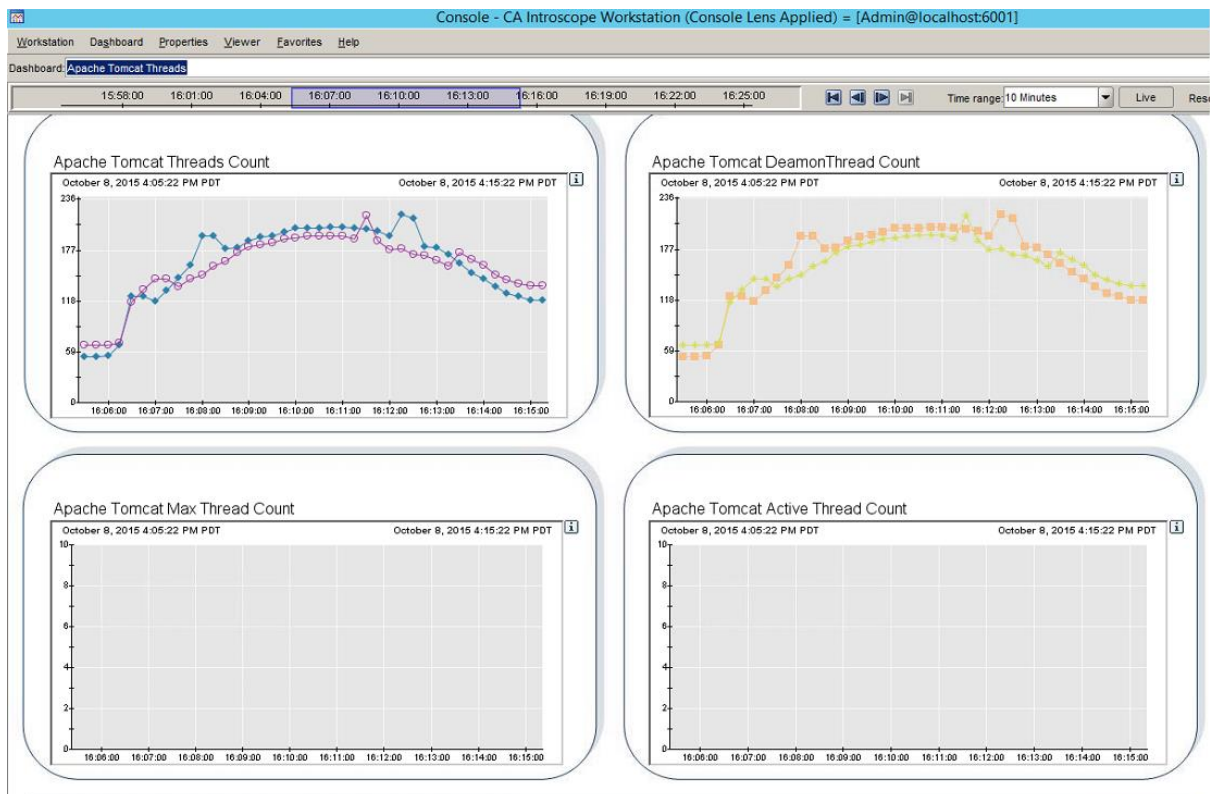 Console - CA Introscope Workstation (Console Lens Applied) = [Admin@localhost:6001]
Workstation Dashboard Properties Viewer Favorites Help
Dashboard: Apache Tomcat Threads
15:58:00 16:01:00 16:04:00 16:07:00 16:10:00 16:13:00 16:16:00 16:19:00 16:22:00 16:25:00 Time range: 10 Minutes Live Reso
Apache Tomcat Threads Count
October 8, 2015 4:05:22 PM PDT October 8, 2015 4:15:22 PM PDT i
236
177
118
59
0
16:06:00 16:07:00 16:08:00 16:09:00 16:10:00 16:11:00 16:12:00 16:13:00 16:14:00 16:15:00
Apache Tomcat DeamonThread Count
October 8, 2015 4:05:22 PM PDT October 8, 2015 4:15:22 PM PDT i
236
177
118
59
0
16:06:00 16:07:00 16:08:00 16:09:00 16:10:00 16:11:00 16:12:00 16:13:00 16:14:00 16:15:00
Apache Tomcat Max Thread Count
October 8, 2015 4:05:22 PM PDT October 8, 2015 4:15:22 PM PDT i
10
8
6
4
2
0
16:06:00 16:07:00 16:08:00 16:09:00 16:10:00 16:11:00 16:12:00 16:13:00 16:14:00 16:15:00
Apache Tomcat Active Thread Count
October 8, 2015 4:05:22 PM PDT October 8, 2015 4:15:22 PM PDT i
10
8
6
4
2
0
16:06:00 16:07:00 16:08:00 16:09:00 16:10:00 16:11:00 16:12:00 16:13:00 16:14:00 16:15:00